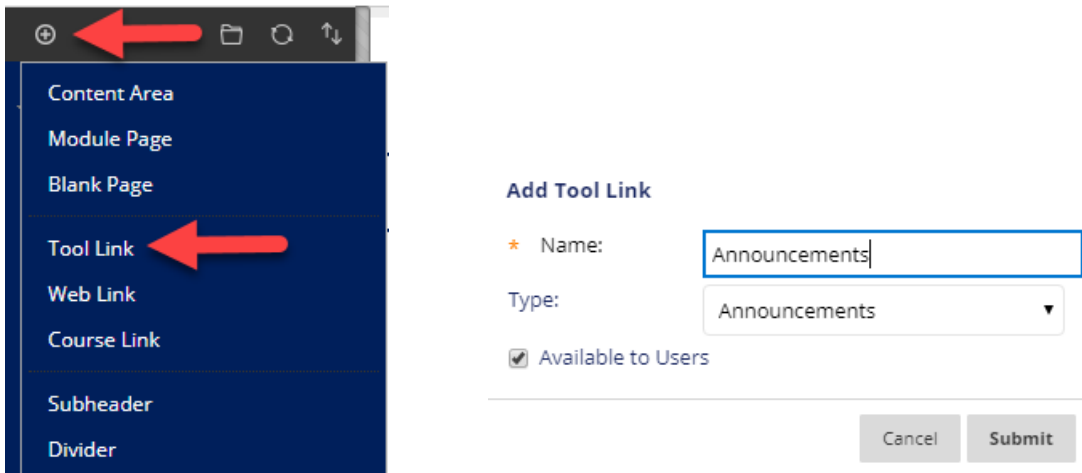 Content Area
Module Page
Blank Page
Tool Link
Web Link
Course Link
Subheader
Divider
Add Tool Link
* Name:
Announcements
Type:
Announcements
Available to Users
Cancel
Submit